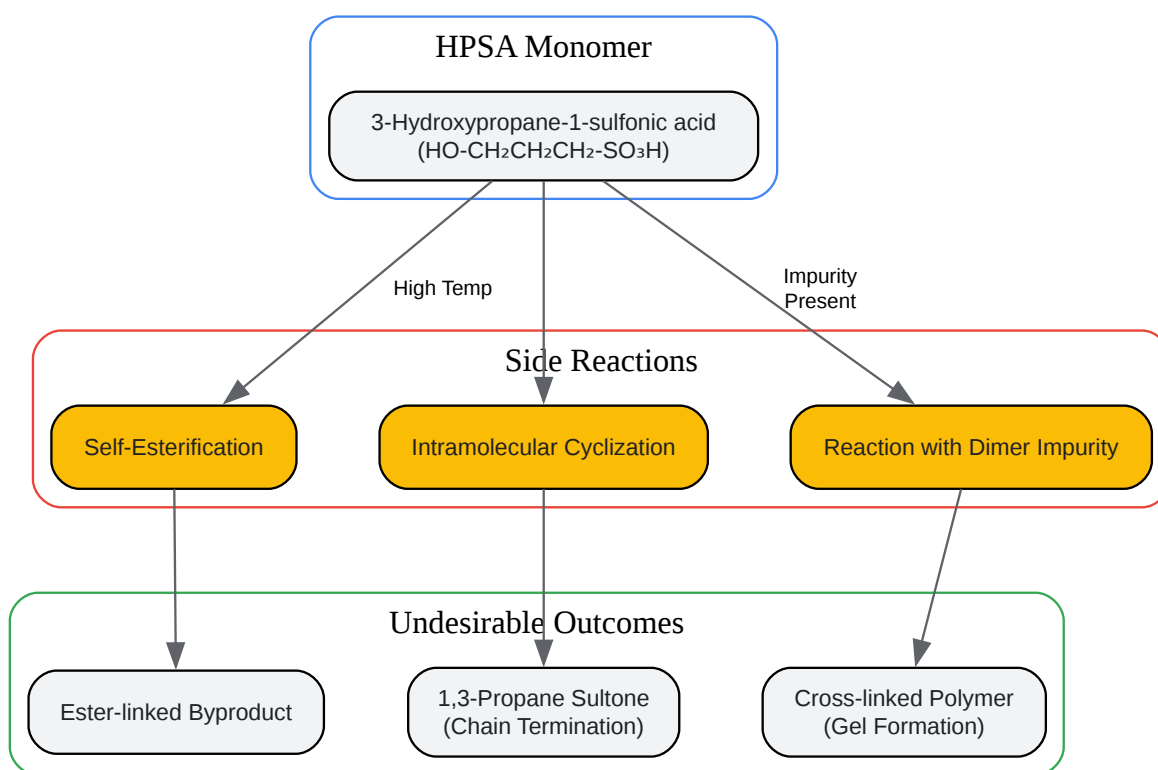 HPSA Monomer
3-Hydroxypropane-1-sulfonic acid
(HO-CH₂CH₂CH₂-SO₃H)
High Temp
Impurity
Present
Side Reactions
Self-Esterification
Intramolecular Cyclization
Reaction with Dimer Impurity
Undesirable Outcomes
Ester-linked Byproduct
1,3-Propane Sultone
(Chain Termination)
Cross-linked Polymer
(Gel Formation)